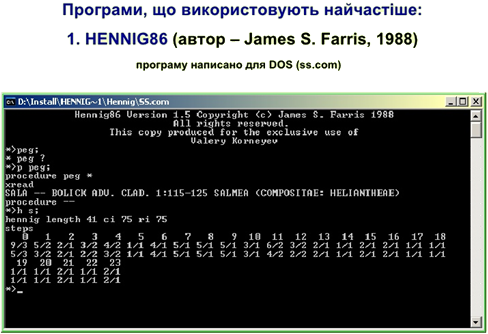 Програми, що використовують найчастіше:
1. HENNIG86 (автор – James S. Farris, 1988)
програму написано для DOS (ss.com)
D:\Install\HENNIG~1\Hennig\SS.com
Hennig86 Version 1.5 Copyright (c) James S. Farris 1988
All rights reserved.
This copy produced for the exclusive use of
Valery Korneyev
*>peg;
* peg ?
*>p peg;
procedure peg *
xread
SALA -- BOLICK ADV. CLAD. 1:115-125 SALMEA (COMPOSITAE: HELIANTHEAE)
procedure --
*>h s;
hennig length 41 ci 75 ri 75
steps
0 1 2 3 4 5 6 7 8 9 10 11 12 13 14 15 16 17 18
9/3 5/2 2/1 3/2 4/2 1/1 4/1 5/1 5/1 5/1 3/1 6/2 3/2 2/1 1/1 2/1 1/1 1/1 1/1
5/3 3/2 2/1 2/2 3/2 1/1 4/1 5/1 5/1 5/1 3/1 4/2 2/2 2/1 1/1 2/1 1/1 1/1 1/1
19 20 21 22 23
1/1 1/1 2/1 1/1 2/1
1/1 1/1 2/1 1/1 2/1
*>_